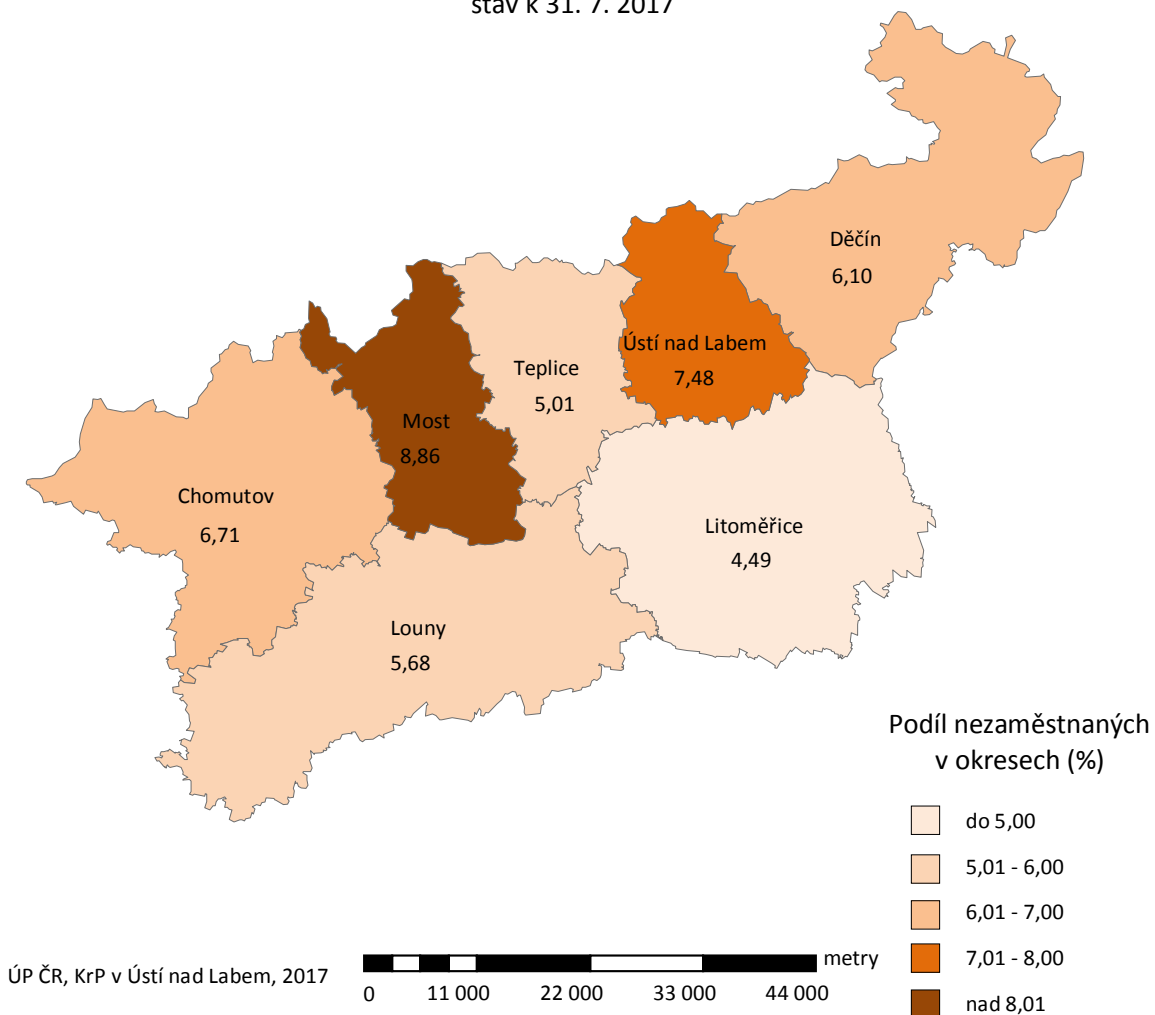 stav k 31. 7. 2017
Děčín
6,10
Ústí nad Labem
7,48
Teplice
5,01
Most
8,86
Chomutov
6,71
Litoměřice
4,49
Louny
5,68
Podíl nezaměstnaných
v okresech (%)
do 5,00
5,01 - 6,00
6,01 - 7,00
7,01 - 8,00
nad 8,01
ÚP ČR, KrP v Ústí nad Labem, 2017
metry
0 11 000 22 000 33 000 44 000